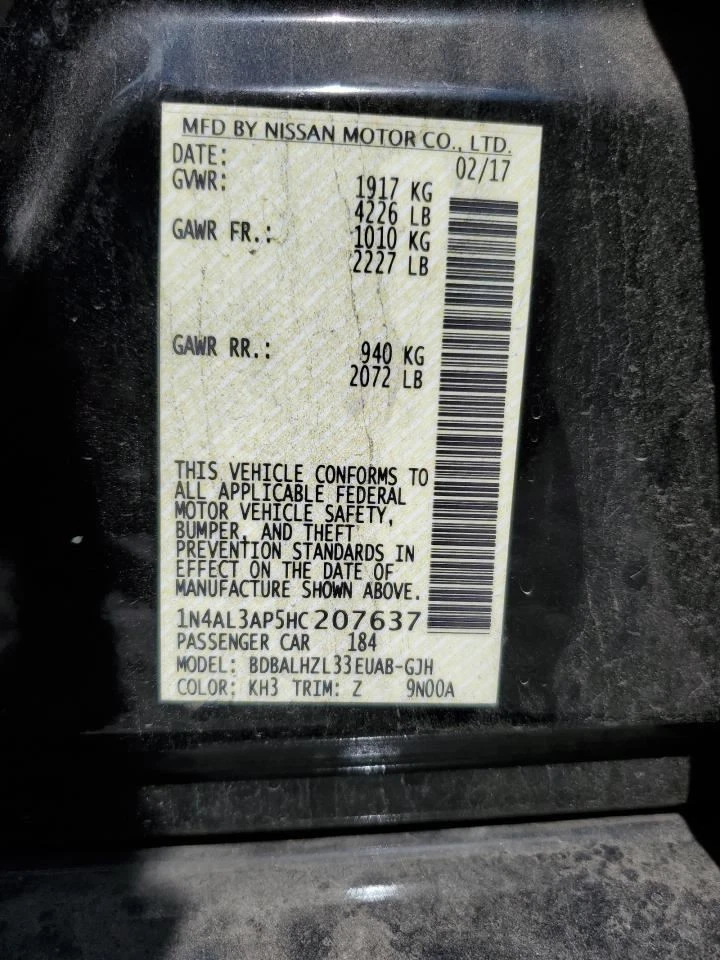 MFD BY NISSAN MOTOR CO., LTD.
DATE: 02/17
GVWR: 1917 KG
4226 LB
GAWR FR.: 1010 KG
2227 LB
GAWR RR.: 940 KG
2072 LB
THIS VEHICLE CONFORMS TO
ALL APPLICABLE FEDERAL
MOTOR VEHICLE SAFETY,
BUMPER, AND THEFT
PREVENTION STANDARDS IN
EFFECT ON THE DATE OF
MANUFACTURE SHOWN ABOVE.
1N4AL3AP5HC207637
PASSENGER CAR 184
MODEL: BDBALHZL33EUAB-GJH
COLOR: KH3 TRIM: Z 9N00A